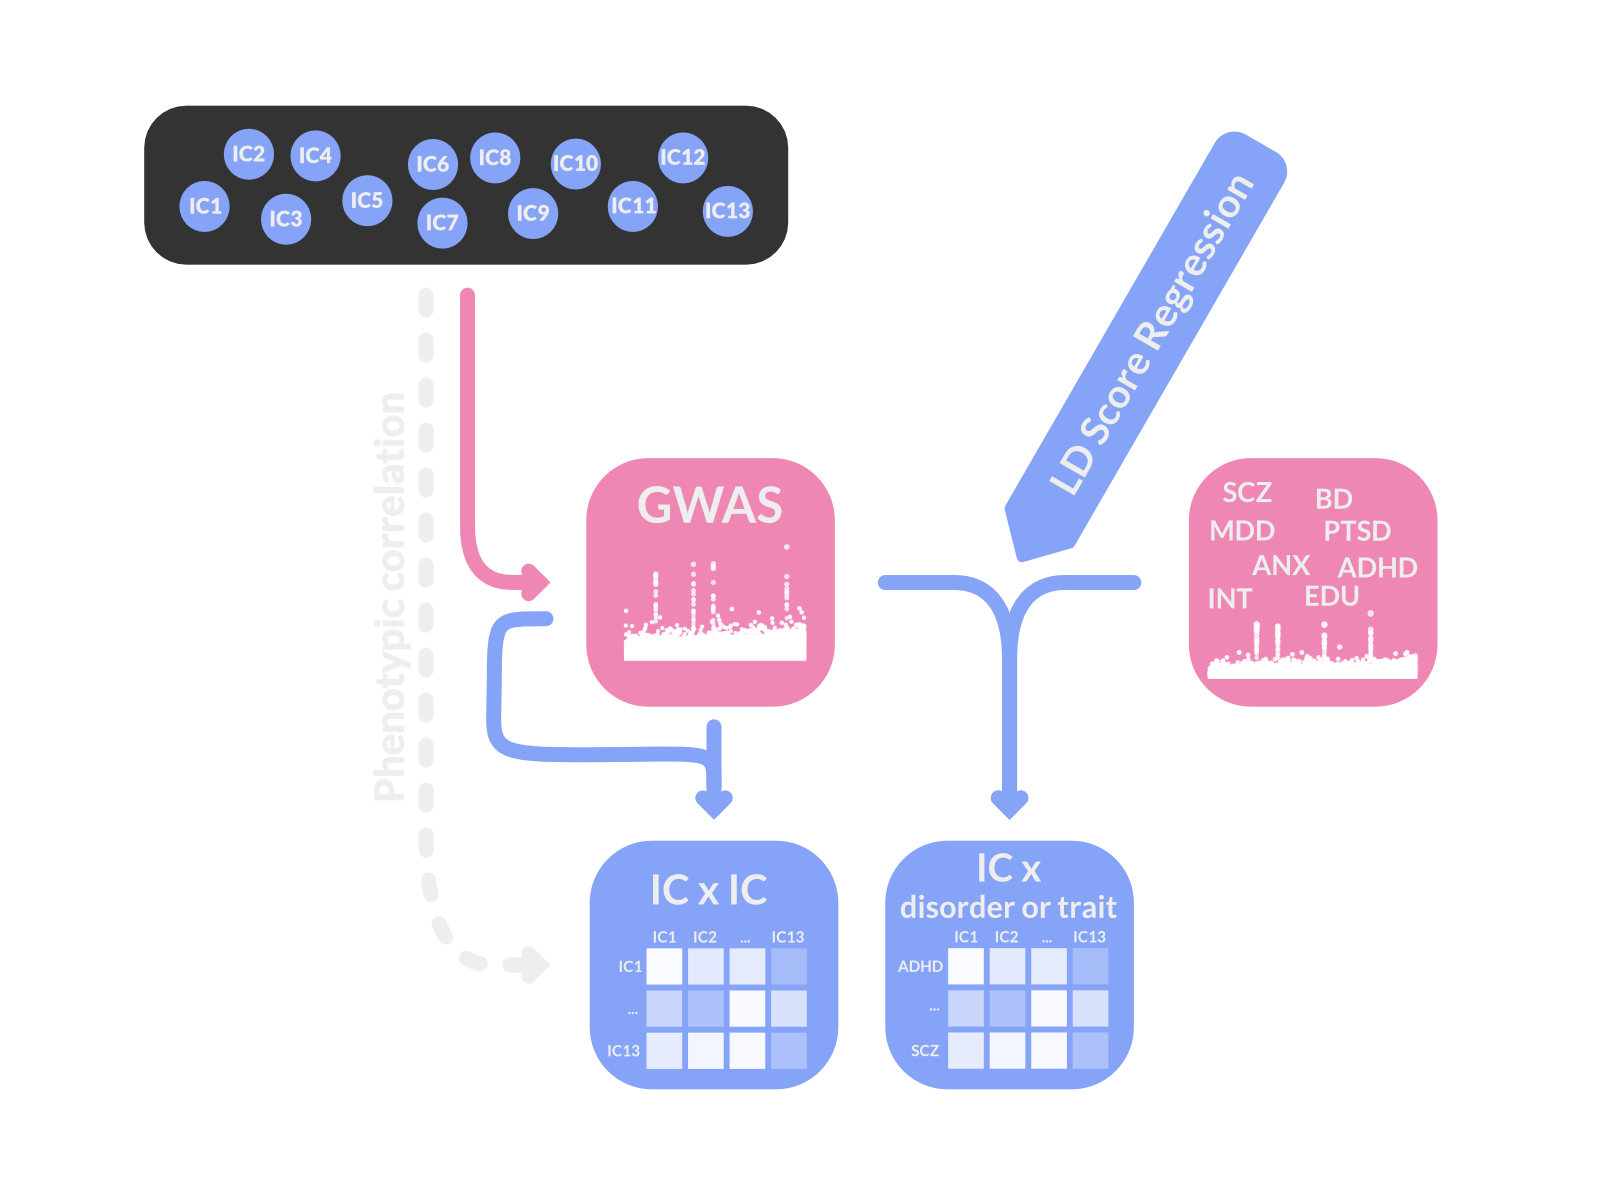 IC2
IC4
IC6
IC8
IC10
IC12
IC1
IC3
IC5
IC7
IC9
IC11
IC13
LD Score Regression
Phenotypic correlation
GWAS
SCZ
BD
MDD
PTSD
ANX
ADHD
INT
EDU
IC x IC
IC1 IC2 ... IC13
IC1
...
IC13
IC x
disorder or trait
IC1 IC2 ... IC13
ADHD
...
SCZ